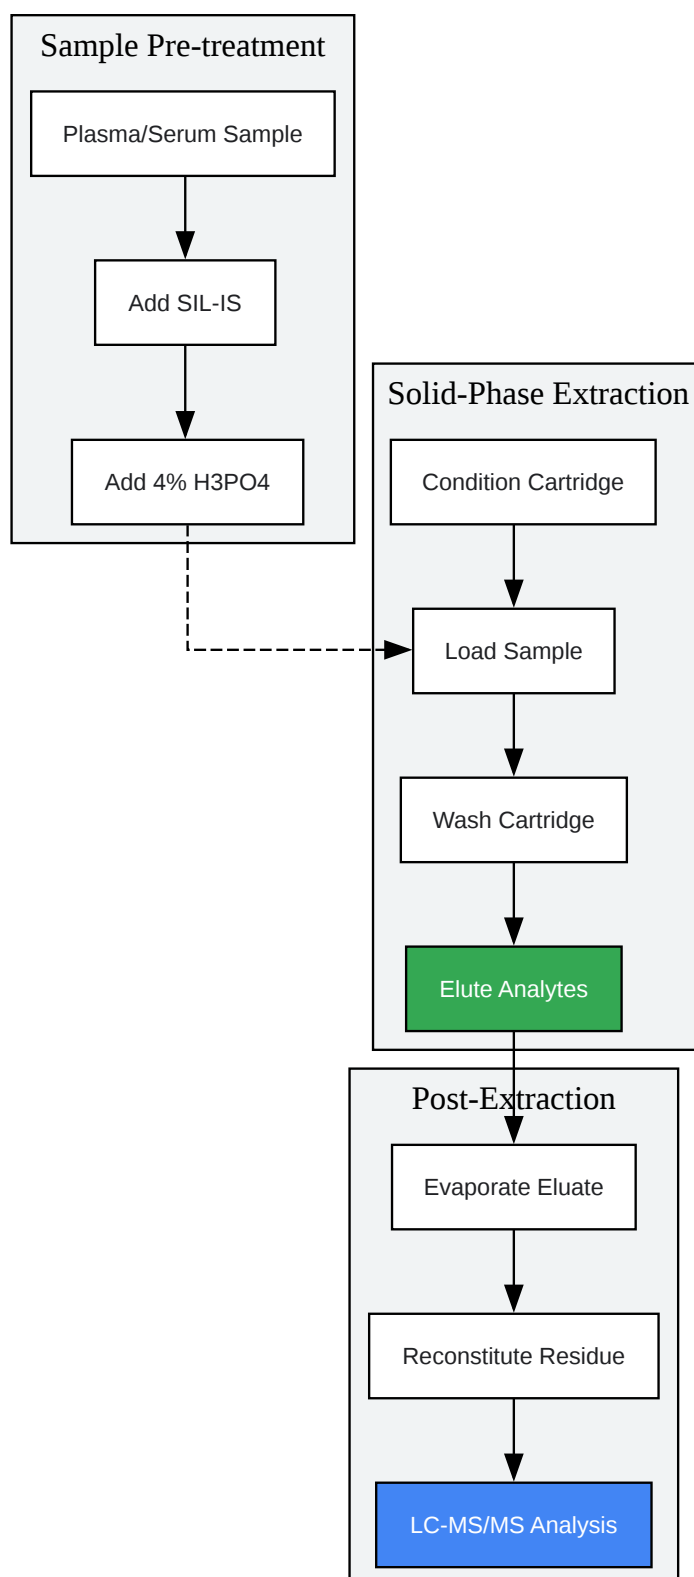 Sample Pre-treatment
Plasma/Serum Sample
Add SIL-IS
Add 4% H3PO4
Solid-Phase Extraction
Condition Cartridge
Load Sample
Wash Cartridge
Elute Analytes
Post-Extraction
Evaporate Eluate
Reconstitute Residue
LC-MS/MS Analysis